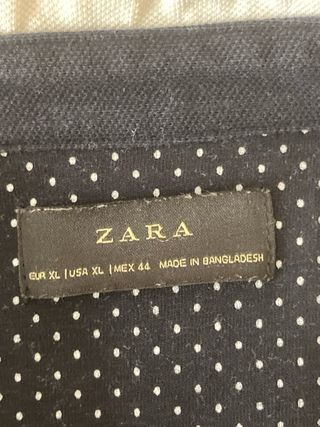 ZARA
EUR XL | USA XL | MEX 44 MADE IN BANGLADESH